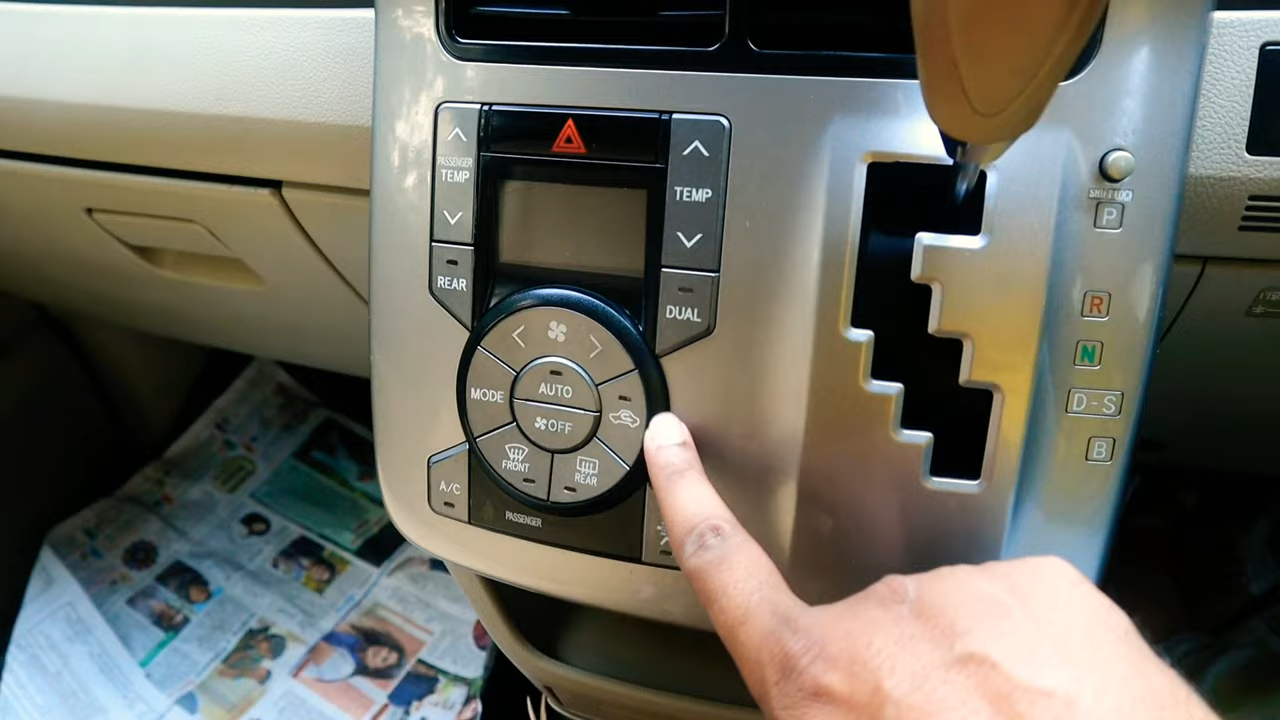 PASSENGER
TEMP
TEMP
REAR
DUAL
MODE
AUTO
OFF
FRONT
REAR
A/C
PASSENGER
SHIFT LOCK
P
R
N
D-S
B